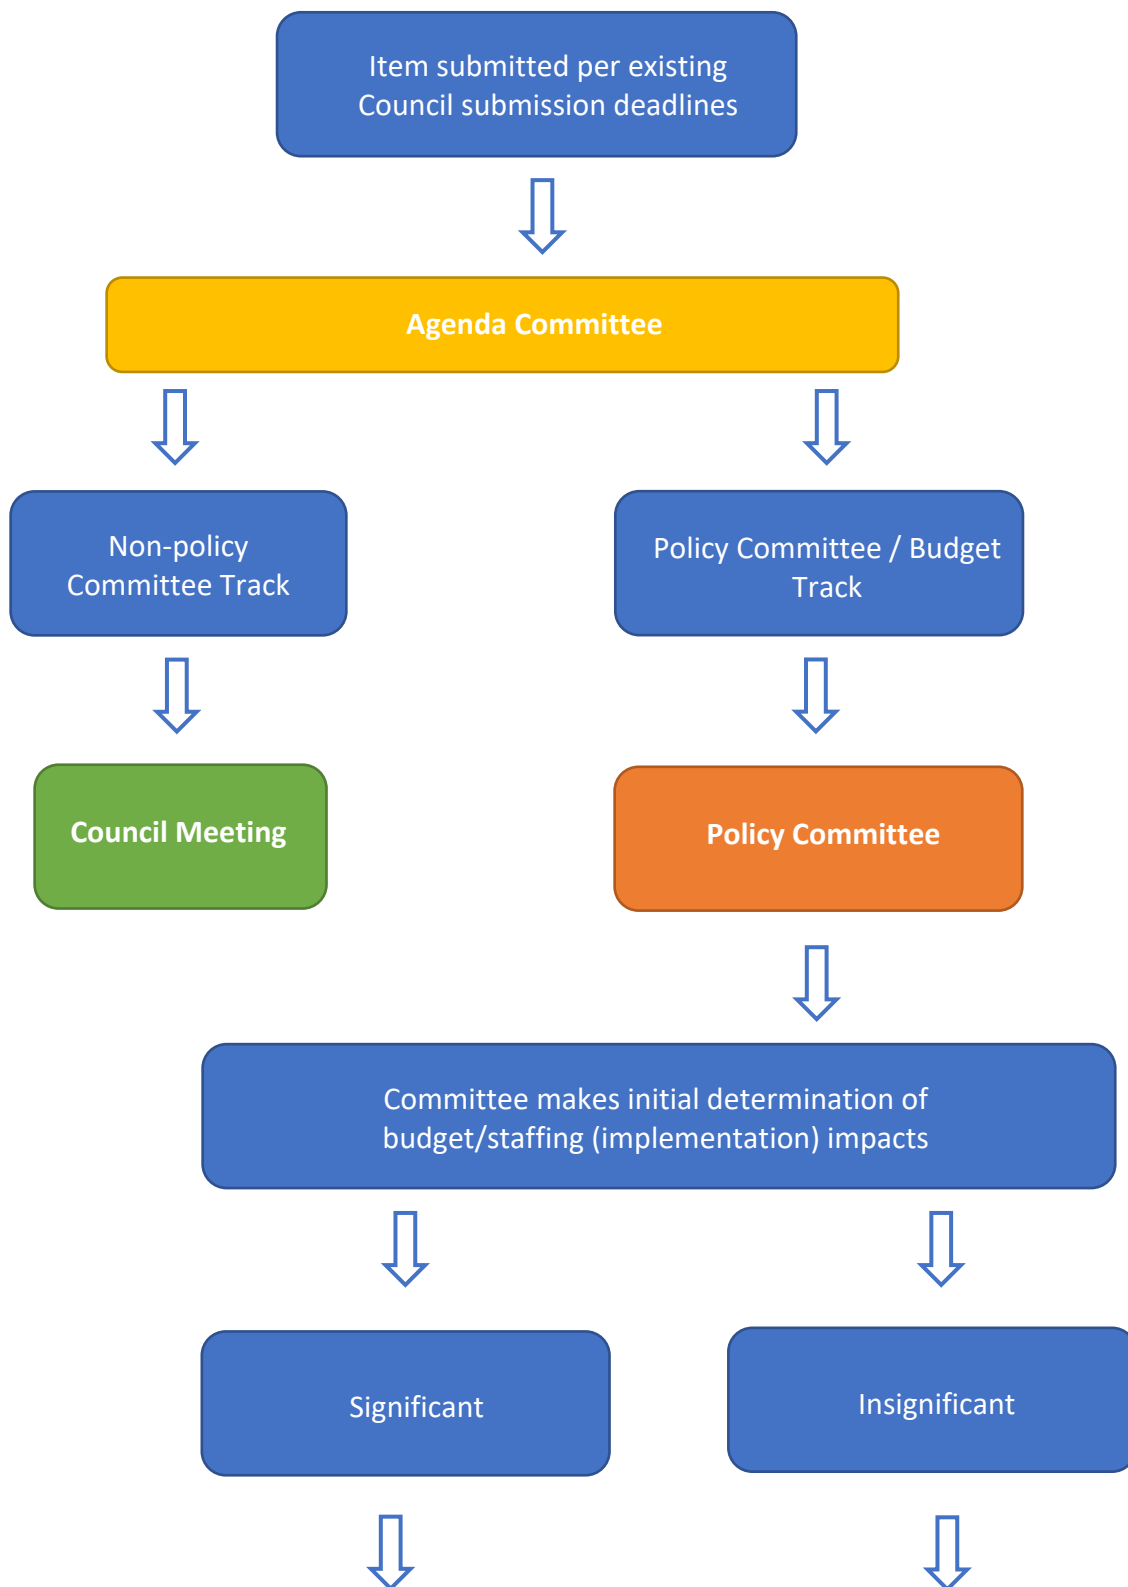 Item submitted per existing
Council submission deadlines
Agenda Committee
Non-policy
Committee Track
Policy Committee / Budget
Track
Council Meeting
Policy Committee
Committee makes initial determination of
budget/staffing (implementation) impacts
Significant
Insignificant